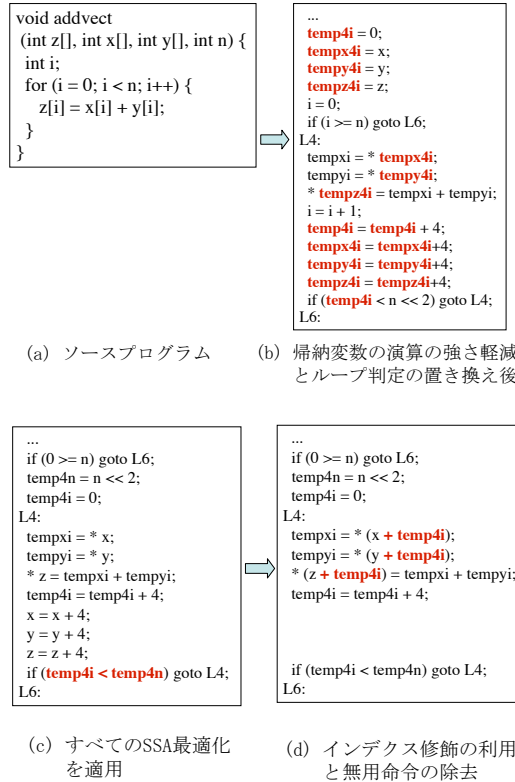 void addvect
(int z[], int x[], int y[], int n) {
int i;
for (i = 0; i < n; i++) {
z[i] = x[i] + y[i];
}
}
(a) ソースプログラム
...
temp4i = 0;
tempx4i = x;
tempy4i = y;
tempz4i = z;
i = 0;
if (i >= n) goto L6;
L4:
tempxi = * tempx4i;
tempyi = * tempy4i;
* tempz4i = tempxi + tempyi;
i = i + 1;
temp4i = temp4i + 4;
tempx4i = tempx4i+4;
tempy4i = tempy4i+4;
tempz4i = tempz4i+4;
if (temp4i < n << 2) goto L4;
L6:
(b) 帰納変数の演算の強さ軽減
とループ判定の置き換え後
...
if (0 >= n) goto L6;
temp4n = n << 2;
temp4i = 0;
L4:
tempxi = * x;
tempyi = * y;
* z = tempxi + tempyi;
temp4i = temp4i + 4;
x = x + 4;
y = y + 4;
z = z + 4;
if (temp4i < temp4n) goto L4;
L6:
(c) すべてのSSA最適化
を適用
...
if (0 >= n) goto L6;
temp4n = n << 2;
temp4i = 0;
L4:
tempxi = * (x + temp4i);
tempyi = * (y + temp4i);
* (z + temp4i) = tempxi + tempyi;
temp4i = temp4i + 4;
if (temp4i < temp4n) goto L4;
L6:
(d) インデクス修飾の利用
と無用命令の除去